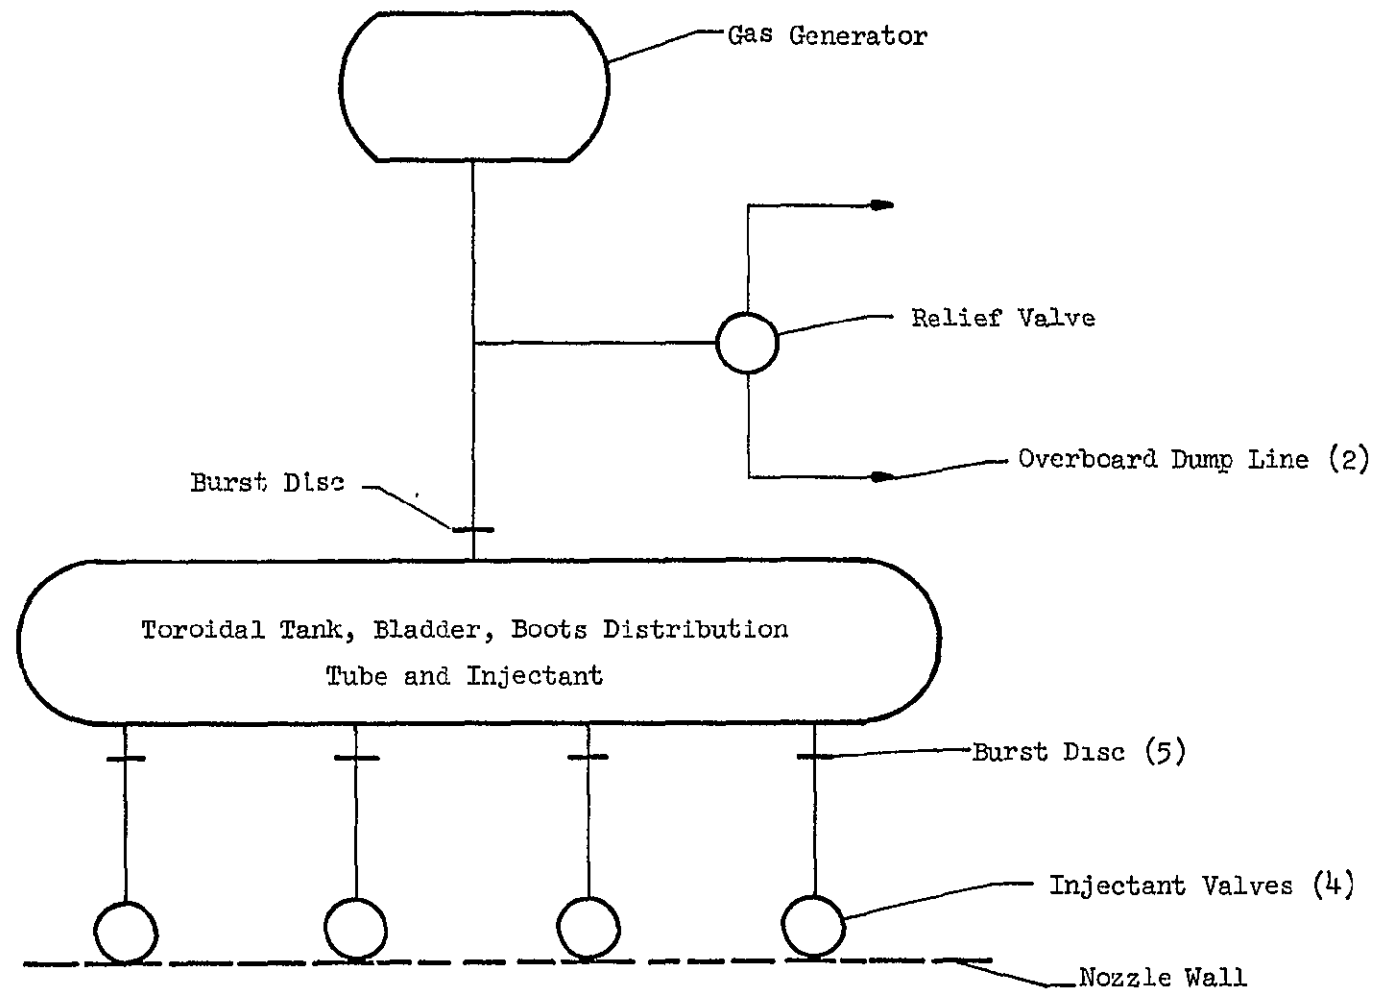 Gas Generator
Relief Valve
Overboard Dump Line (2)
Burst Disc
Toroidal Tank, Bladder, Boots Distribution
Tube and Injectant
Burst Disc (5)
Injectant Valves (4)
Nozzle Wall